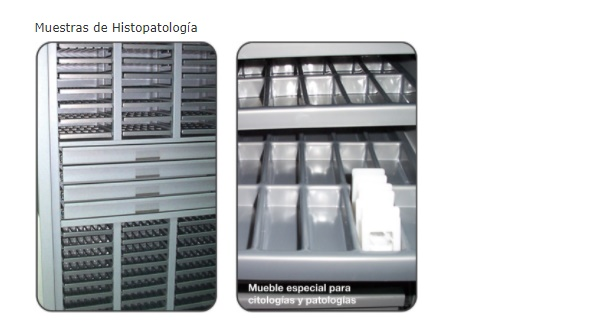 Muestras de Histopatología
Mueble especial para
citologías y patologías